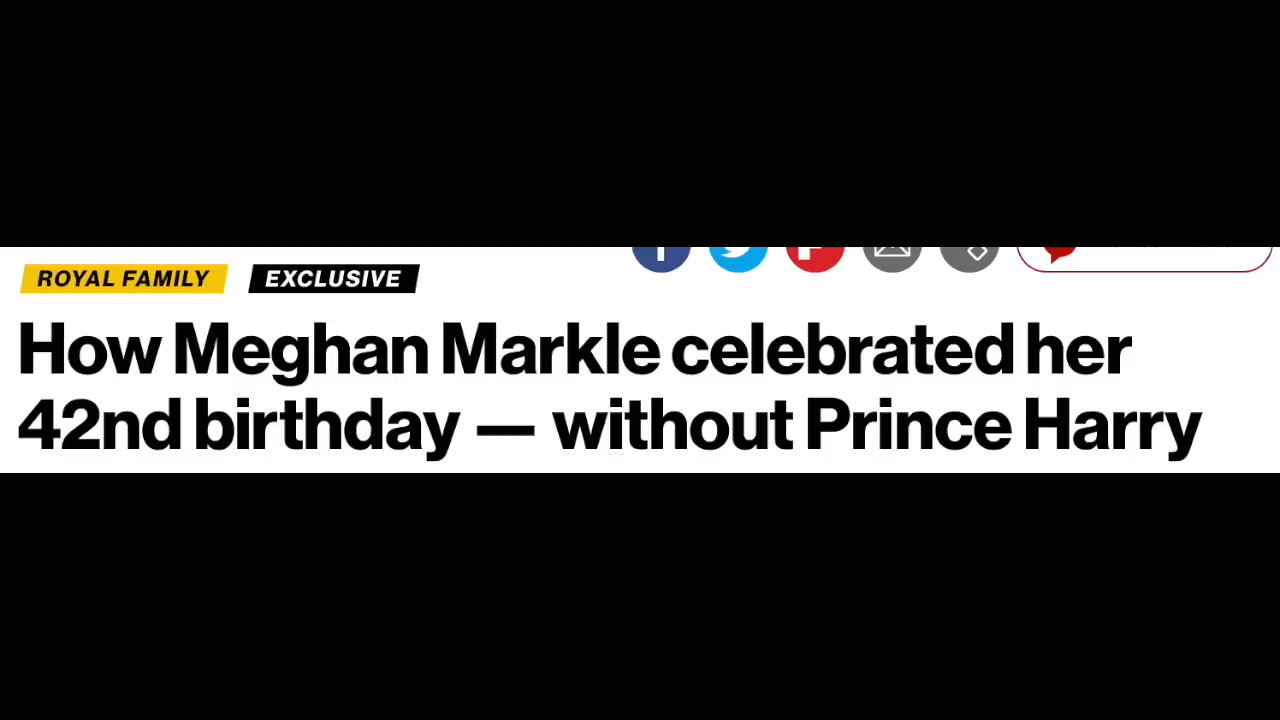 ROYAL FAMILY EXCLUSIVE
How Meghan Markle celebrated her
42nd birthday — without Prince Harry